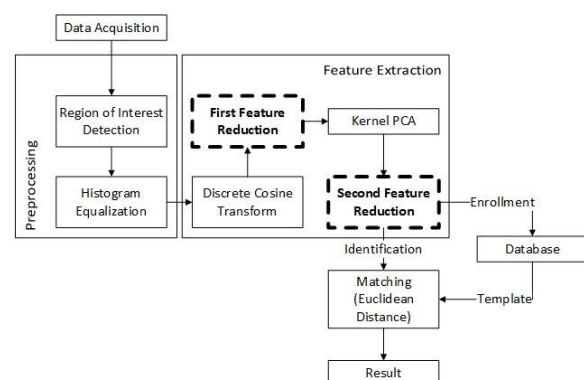 Data Acquisition
Preprocessing
Region of Interest
Detection
Histogram
Equalization
Feature Extraction
First Feature
Reduction
Kernel PCA
Discrete Cosine
Transform
Second Feature
Reduction
Enrollment
Identification
Database
Matching
(Euclidean
Distance)
Template
Result